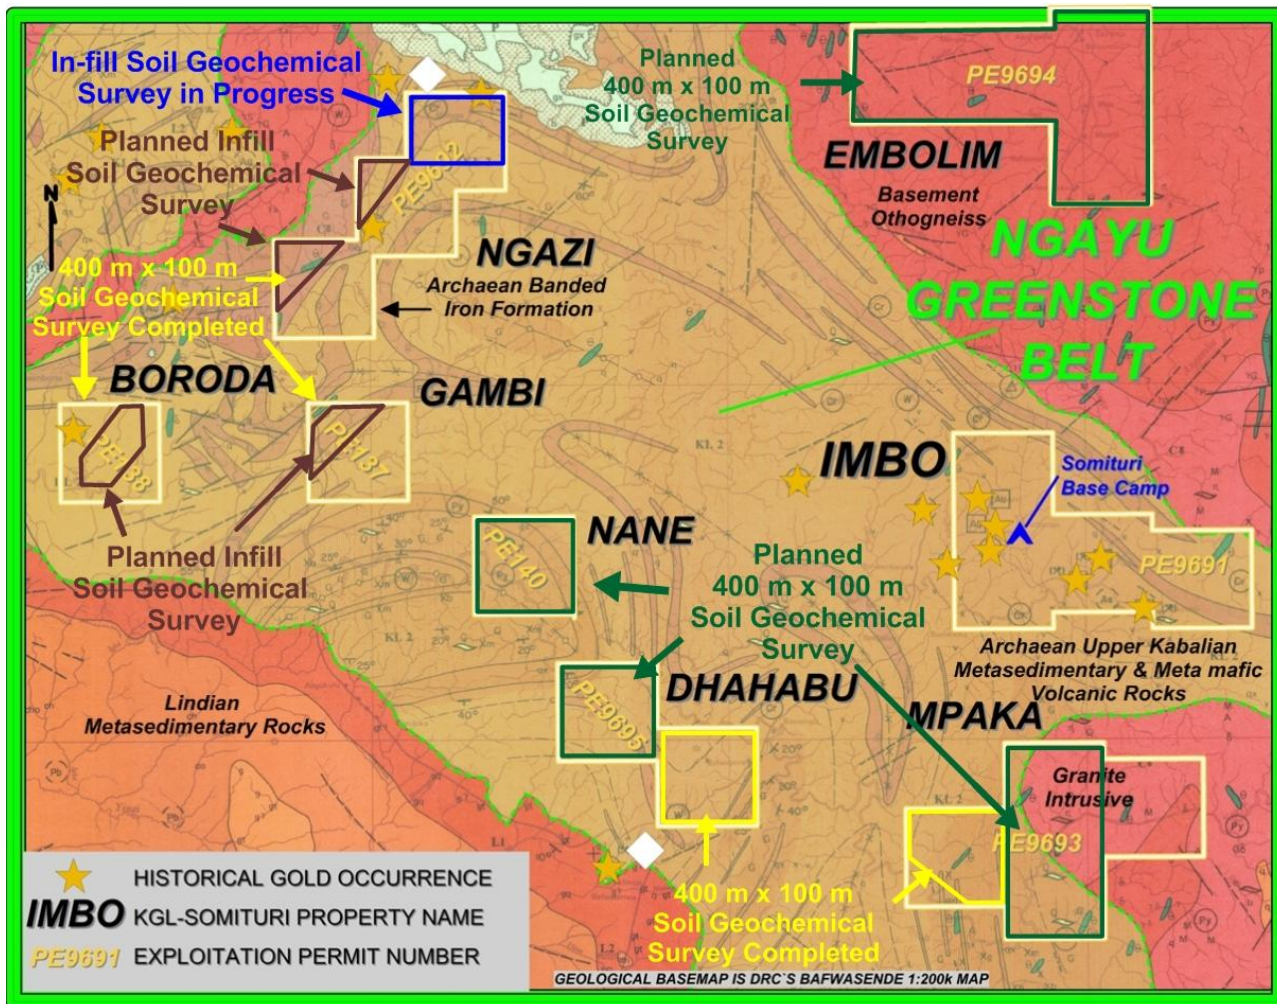 In-fill Soil Geochemical
Survey in Progress
Planned
400 m x 100 m
Soil Geochemical
Survey
PE9694
EMBOLIM
Basement
Othogneiss
Planned Infill
Soil Geochemical
Survey
PE9692
N
NGAZI
Archaean Banded
Iron Formation
NGAYU
GREENSTONE
BELT
400 m x 100 m
Soil Geochemical
Survey Completed
BORODA
GAMBI
PE138
PE137
IMBO
Somituri
Base Camp
PE9691
NANE
PE140
Planned
400 m x 100 m
Soil Geochemical
Survey
Planned Infill
Soil Geochemical
Survey
Archaean Upper Kabalian
Metasedimentary & Meta mafic
Volcanic Rocks
Lindian
Metasedimentary Rocks
DHAHABU
PE9695
MPAKA
Granite
Intrusive
PE9693
KL 2
HISTORICAL GOLD OCCURRENCE
IMBO KGL-SOMITURI PROPERTY NAME
PE9691 EXPLOITATION PERMIT NUMBER
400 m x 100 m
Soil Geochemical
Survey Completed
GEOLOGICAL BASEMAP IS DRC`S BAFWASENDE 1:200k MAP